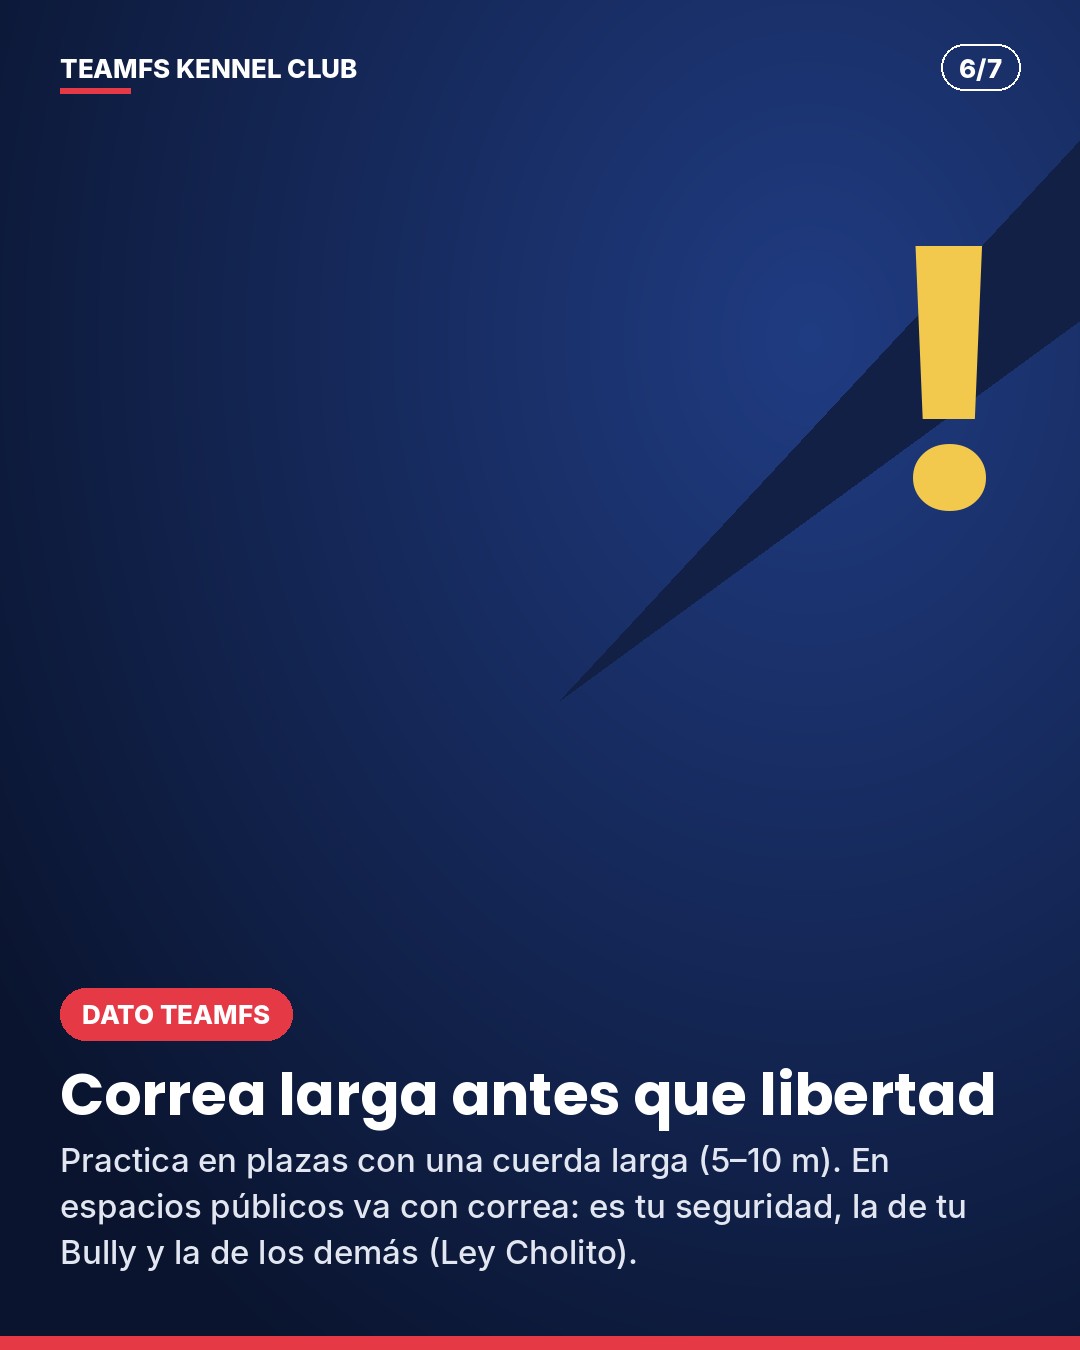 TEAMFS KENNEL CLUB
6/7
!
DATO TEAMFS
Correa larga antes que libertad
Practica en plazas con una cuerda larga (5–10 m). En
espacios públicos va con correa: es tu seguridad, la de tu
Bully y la de los demás (Ley Cholito).